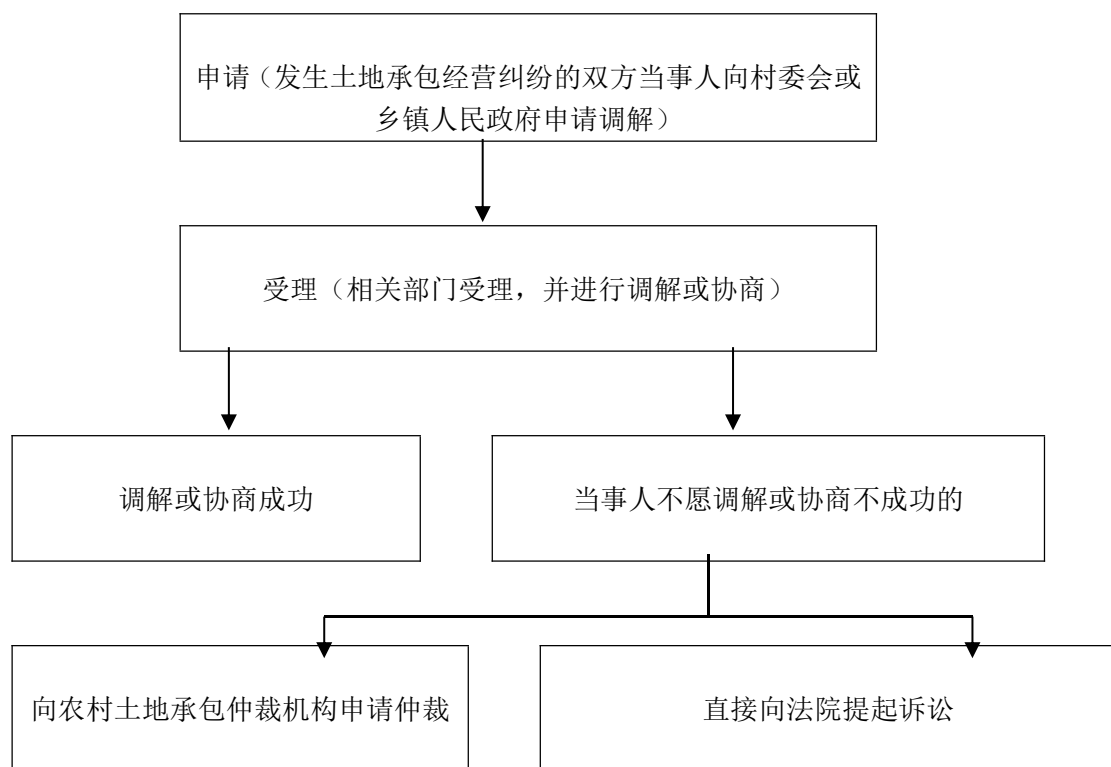 申请（发生土地承包经营纠纷的双方当事人向村委会或
乡镇人民政府申请调解）
受理（相关部门受理，并进行调解或协商）
调解或协商成功
当事人不愿调解或协商不成功的
向农村土地承包仲裁机构申请仲裁
直接向法院提起诉讼